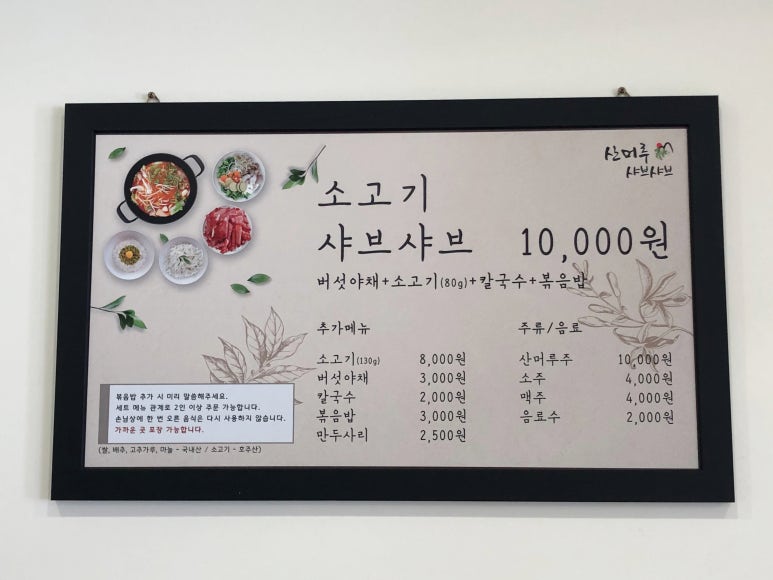 산머루
샤브샤브
소고기
샤브샤브 10,000원
버섯야채+소고기(80g)+칼국수+볶음밥
추가메뉴
소고기(130g) 8,000원
버섯야채 3,000원
칼국수 2,000원
볶음밥 3,000원
만두사리 2,500원
주류/음료
산머루주 10,000원
소주 4,000원
맥주 4,000원
음료수 2,000원
볶음밥 추가 시 미리 말씀해주세요.
세트 메뉴 관계로 2인 이상 주문 가능합니다.
손님상에 한 번 오른 음식은 다시 사용하지 않습니다.
가까운 곳 포장 가능합니다.
(쌀, 배추, 고추가루, 마늘 - 국내산 / 소고기 - 호주산)